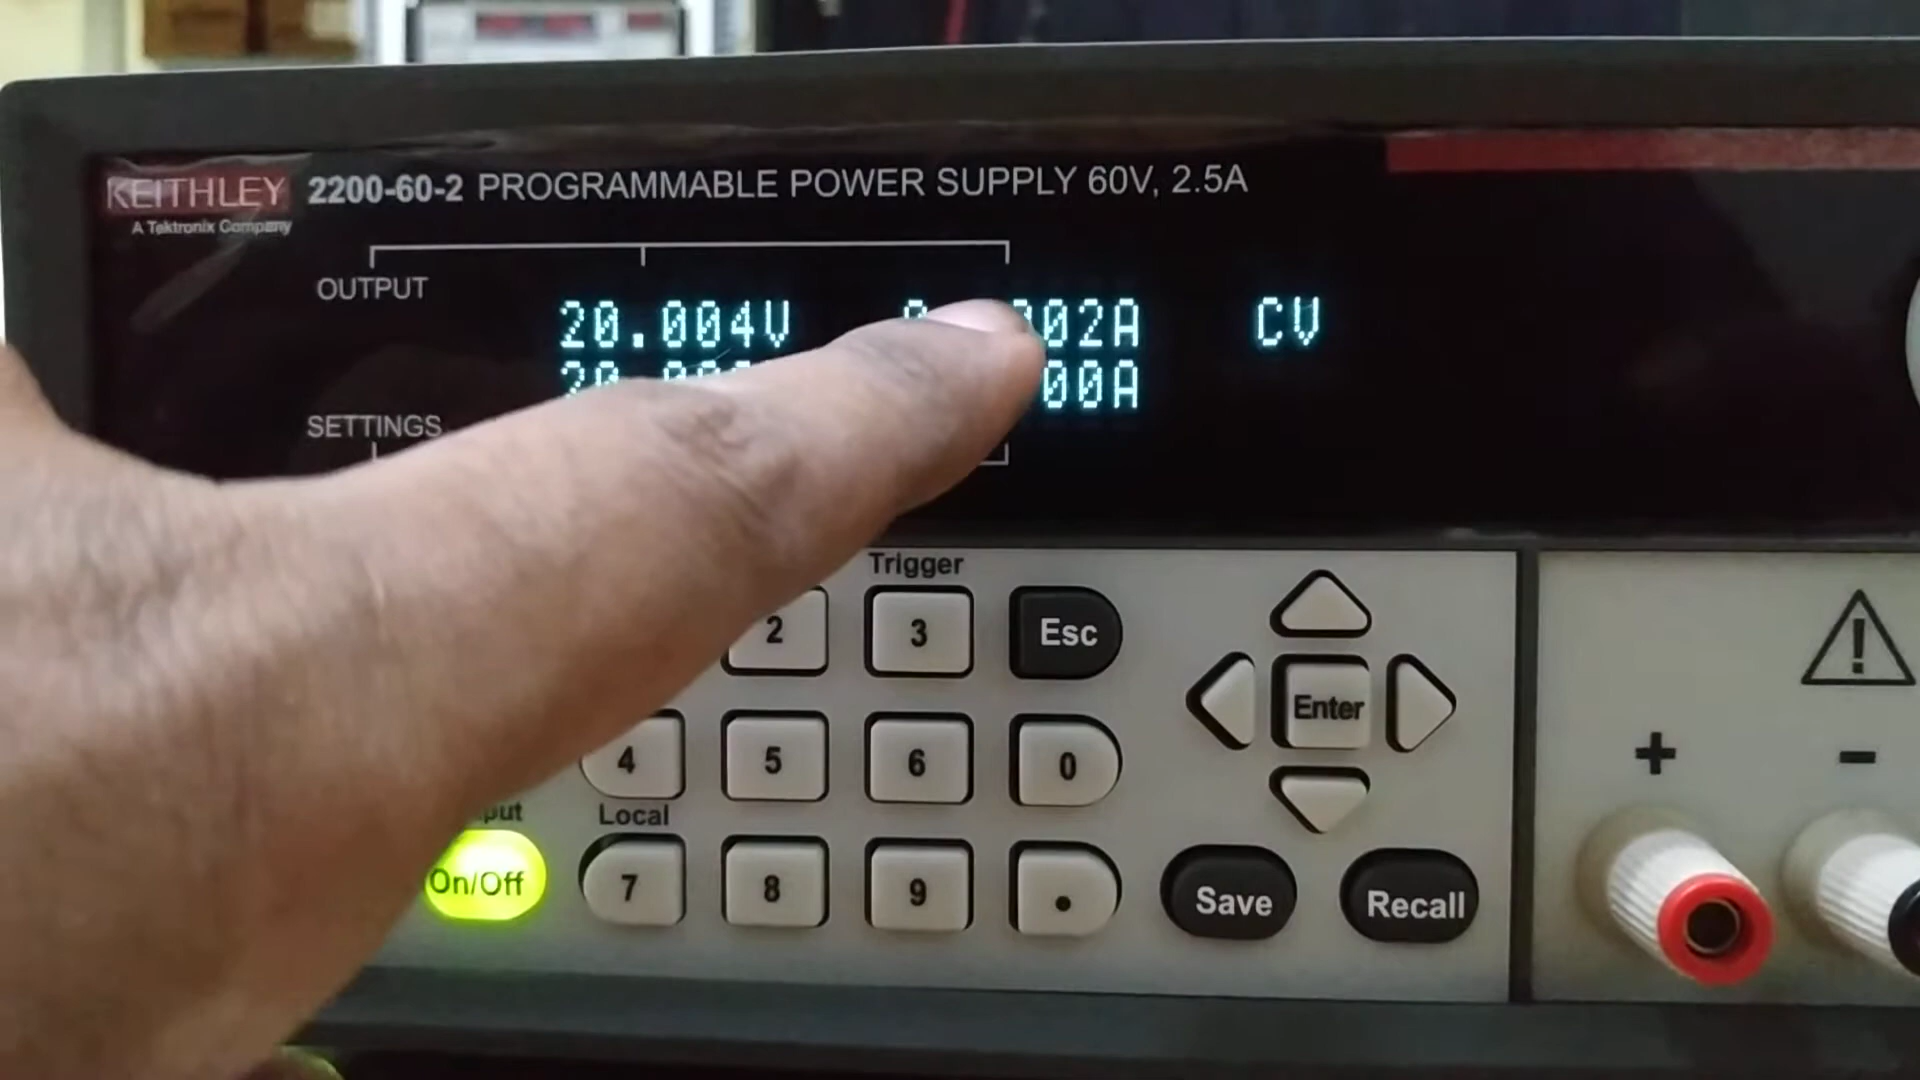 KEITHLEY 2200-60-2 PROGRAMMABLE POWER SUPPLY 60V, 2.5A
A Tektronix Company
OUTPUT
20.004V 02A CV
00A
SETTINGS
Trigger
2 3 Esc
Enter
4 5 6 0
+ -
Local
On/Off 7 8 9 .
Save Recall